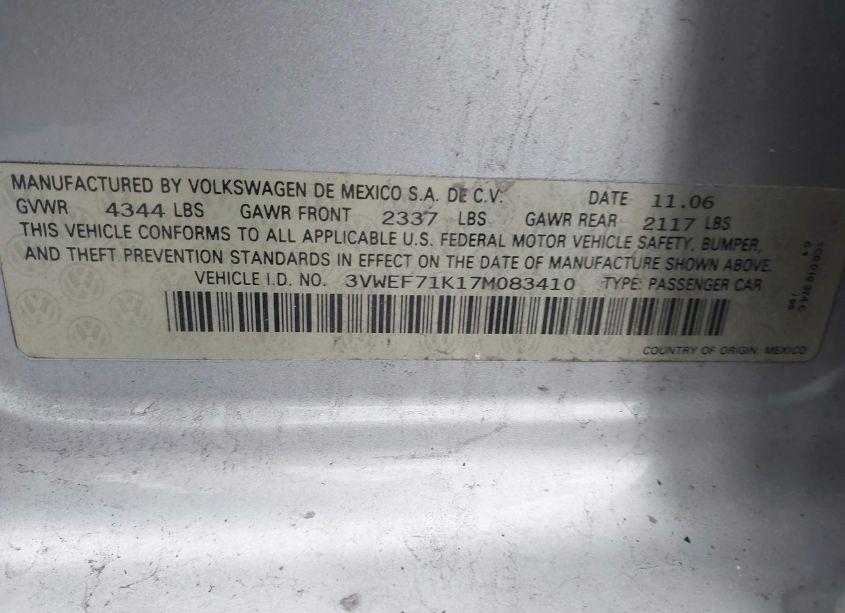 MANUFACTURED BY VOLKSWAGEN DE MEXICO S.A. DE C.V: DATE 11.06
GVWR 4344 LBS GAWR FRONT 2337 LBS GAWR REAR 2117 LBS
THIS VEHICLE CONFORMS TO ALL APPLICABLE U.S. FEDERAL MOTOR VEHICLE SAFETY, BUMPER,
AND THEFT PREVENTION STANDARDS IN EFFECT ON THE DATE OF MANUFACTURE SHOWN ABOVE.
VEHICLE I.D. NO. 3VWEF71K17M083410 TYPE: PASSENGER CAR
COUNTRY OF ORIGIN: MEXICO